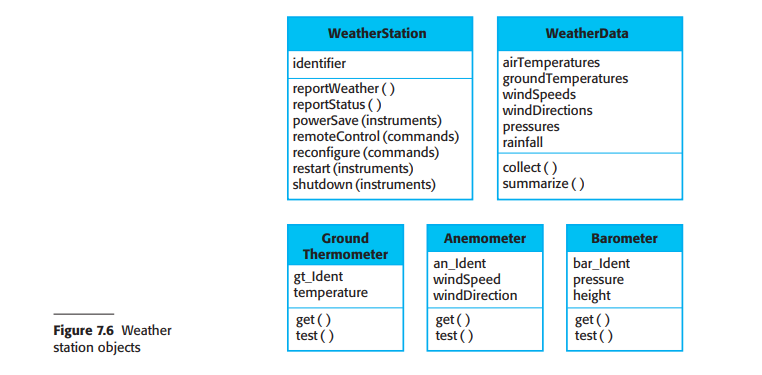 WeatherStation
identifier
reportWeather ( )
reportStatus ( )
powerSave (instruments)
remoteControl (commands)
reconfigure (commands)
restart (instruments)
shutdown (instruments)
WeatherData
airTemperatures
groundTemperatures
windSpeeds
windDirections
pressures
rainfall
collect ( )
summarize ( )
Ground
Thermometer
gt_Ident
temperature
get ( )
test ( )
Anemometer
an_Ident
windSpeed
windDirection
get ( )
test ( )
Barometer
bar_Ident
pressure
height
get ( )
test ( )
Figure 7.6 Weather
station objects